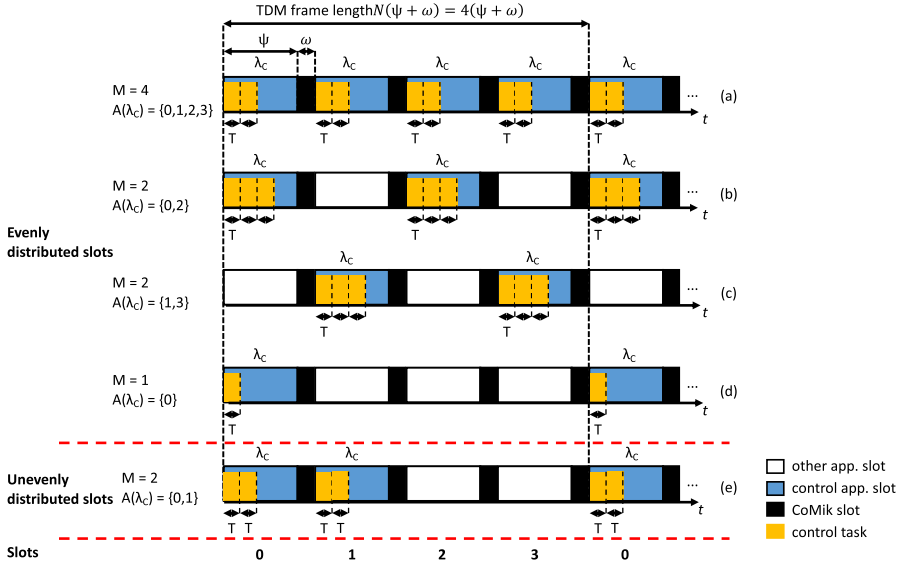 TDM frame lengthN(ψ + ω) = 4(ψ + ω)
ψ ω
λC λC λC λC λC
M = 4
A(λC) = {0,1,2,3}
... (a)
t
T T T T T
λC λC λC
M = 2
A(λC) = {0,2}
... (b)
t
T T T
Evenly
distributed slots
λC λC
M = 2
A(λC) = {1,3}
... (c)
t
T T
λC λC
M = 1
A(λC) = {0}
... (d)
t
T T
λC λC λC
Unevenly
distributed slots
M = 2
A(λC) = {0,1}
... (e)
t
T T T T T T
other app. slot
control app. slot
CoMik slot
control task
Slots 0 1 2 3 0